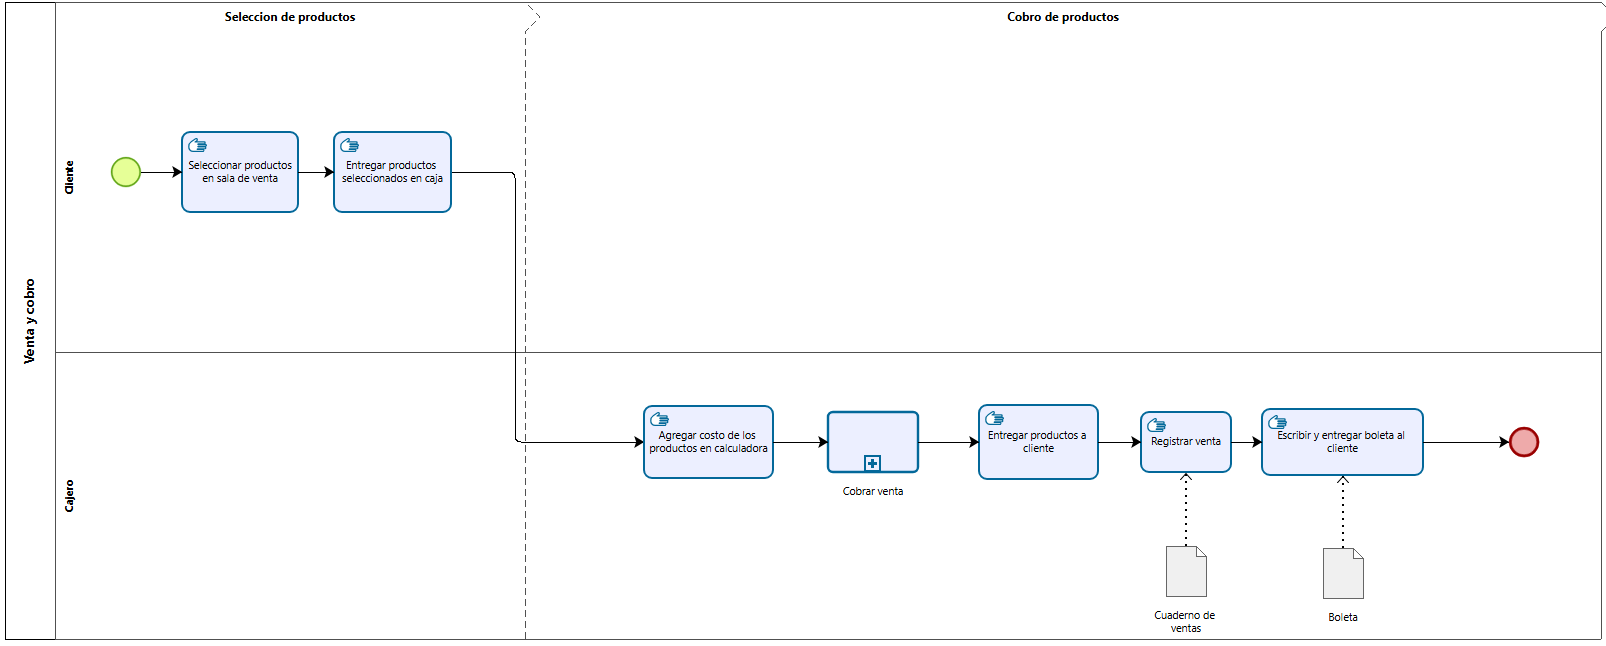 Seleccion de productos
Cobro de productos
Venta y cobro
Cliente
Seleccionar productos
en sala de venta
Entregar productos
seleccionados en caja
Cajero
Agregar costo de los
productos en calculadora
Cobrar venta
Entregar productos a
cliente
Registrar venta
Escribir y entregar boleta al
cliente
Cuaderno de
ventas
Boleta